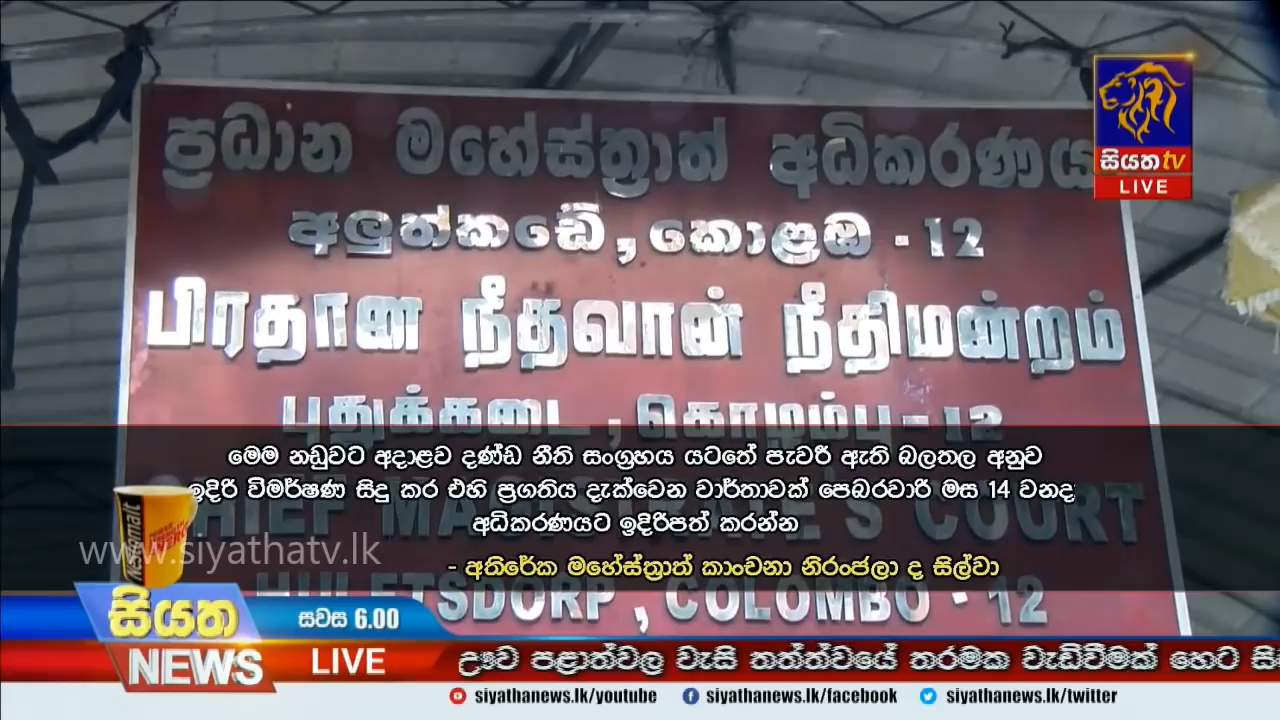 ප්‍රධාන මහේස්ත්‍රාත් අධිකරණය
අලුත්කඩේ, කොළඹ - 12
பிரதான நீதவான் நீதிமன்றம்
புதுக்கடை, கொழும்பு - 12
CHIEF MAGISTRATE'S COURT
HULFTSDORP, COLOMBO - 12
සියත tv
LIVE
මෙම නඩුවට අදාළව දණ්ඩ නීති සංග්‍රහය යටතේ පැවරී ඇති බලතල අනුව
ඉදිරි විමර්ෂණ සිදු කර එහි ප්‍රගතිය දැක්වෙන වාර්තාවක් පෙබරවාරි මස 14 වනදා
අධිකරණයට ඉදිරිපත් කරන්න
- අතිරේක මහේස්ත්‍රාත් කාංචනා නිරංජලා ද සිල්වා
www.siyathatv.lk
සියත
NEWS
සවස 6.00
LIVE
ඌව පළාත්වල වැසි තත්ත්වයේ තරමක වැඩිවීමක් හෙට සි
siyathanews.lk/youtube siyathanews.lk/facebook siyathanews.lk/twitter